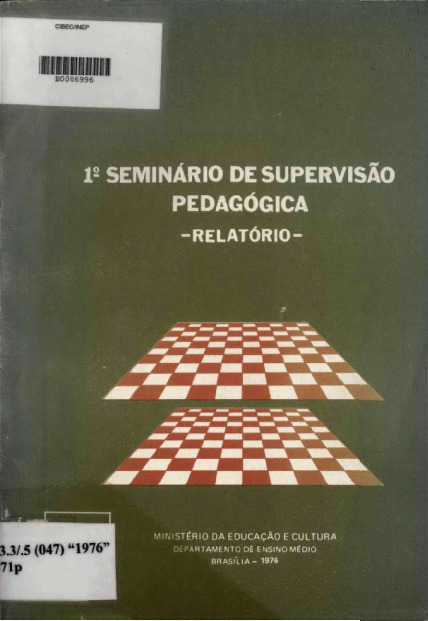 CIBEC/INEP
B0006996
1º SEMINÁRIO DE SUPERVISÃO
PEDAGÓGICA
-RELATÓRIO-
MINISTÉRIO DA EDUCAÇÃO E CULTURA
DEPARTAMENTO DE ENSINO MÉDIO
BRASÍLIA - 1976
3.3/.5 (047) "1976"
71p